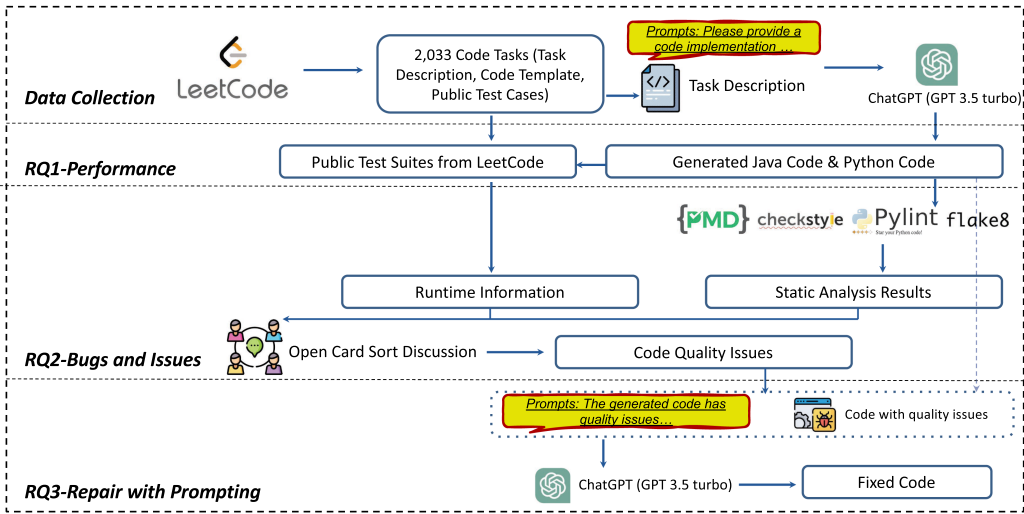 LeetCode
2,033 Code Tasks (Task
Description, Code Template,
Public Test Cases)
Prompts: Please provide a
code implementation ...
Task Description
ChatGPT (GPT 3.5 turbo)
Data Collection
RQ1-Performance
Public Test Suites from LeetCode
Generated Java Code & Python Code
{PMD}
checkstyle
Pylint
Star your Python code!
flake8
Runtime Information
Static Analysis Results
RQ2-Bugs and Issues
Open Card Sort Discussion
Code Quality Issues
Prompts: The generated code has
quality issues...
Code with quality issues
RQ3-Repair with Prompting
ChatGPT (GPT 3.5 turbo)
Fixed Code